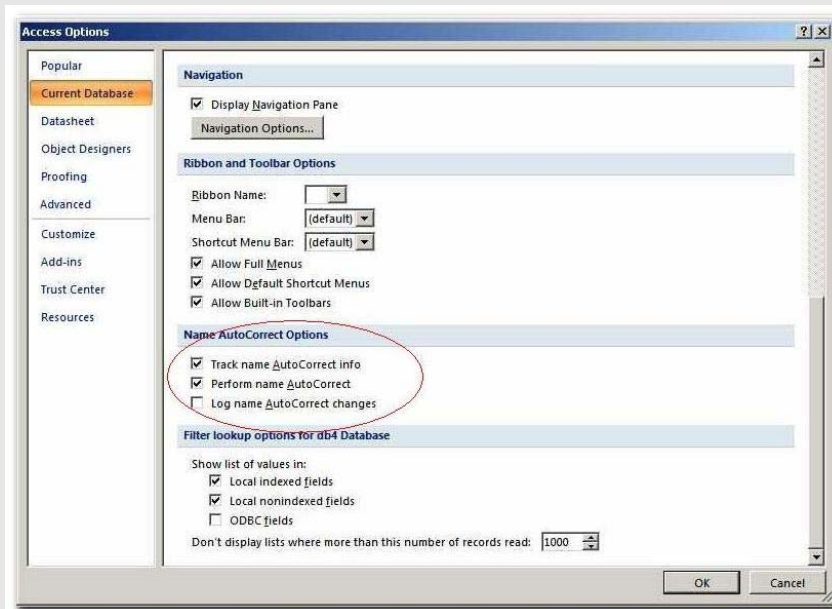 Access Options
Popular
Current Database
Datasheet
Object Designers
Proofing
Advanced
Customize
Add-ins
Trust Center
Resources
Navigation
Display Navigation Pane
Navigation Options...
Ribbon and Toolbar Options
Ribbon Name:
Menu Bar: (default)
Shortcut Menu Bar: (default)
Allow Full Menus
Allow Default Shortcut Menus
Allow Built-in Toolbars
Name AutoCorrect Options
Track name AutoCorrect info
Perform name AutoCorrect
Log name AutoCorrect changes
Filter lookup options for db4 Database
Show list of values in:
Local indexed fields
Local nonindexed fields
ODBC fields
Don't display lists where more than this number of records read: 1000
OK Cancel